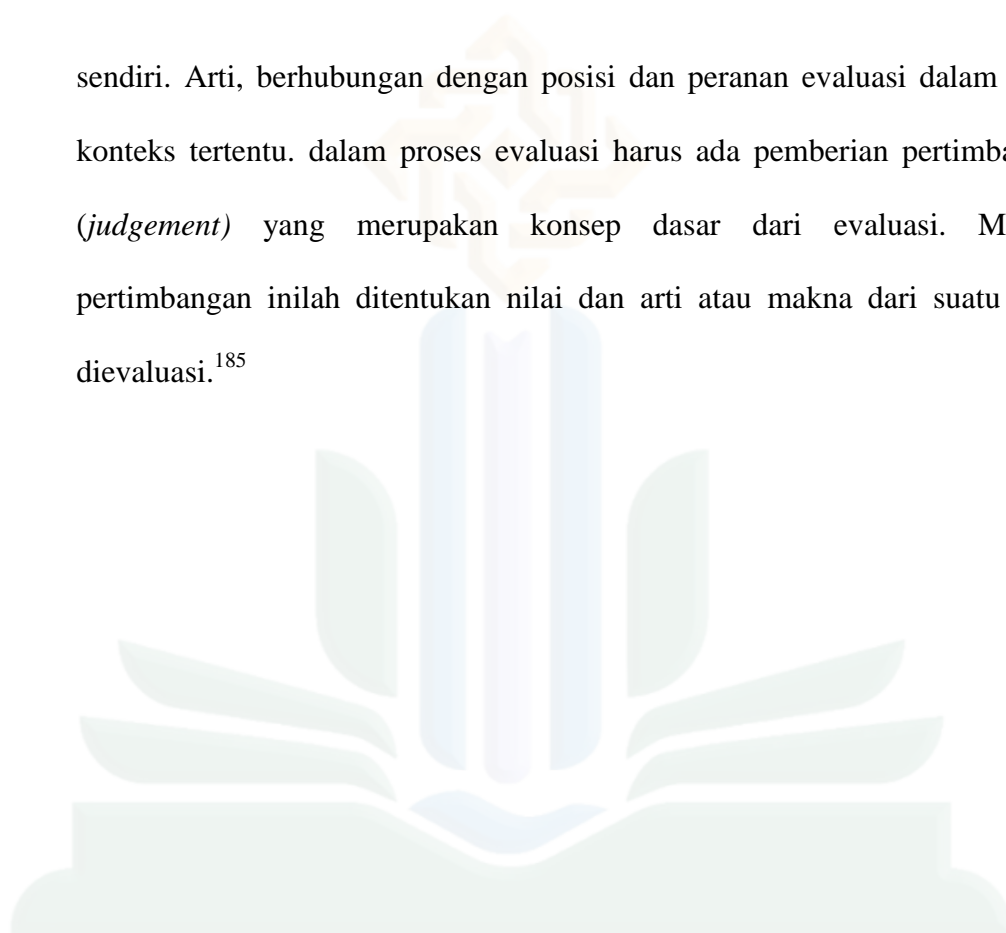 sendiri. Arti, berhubungan dengan posisi dan peranan evaluasi dalam
konteks tertentu. dalam proses evaluasi harus ada pemberian
(judgement) yang merupakan konsep dasar dari evaluasi.
pertimbangan inilah ditentukan nilai dan arti atau makna dari suatu
dievaluasi.185